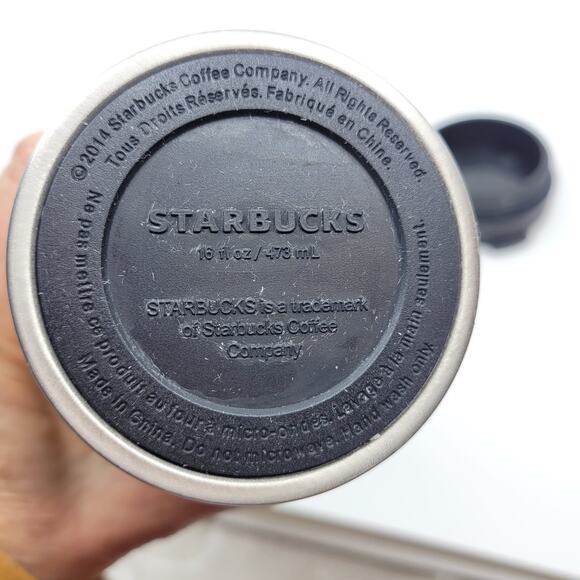 ©2014 Starbucks Coffee Company. All Rights Reserved.
Tous Droits Réservés. Fabriqué en Chine.
STARBUCKS
16 fl oz / 473 mL
STARBUCKS is a trademark
of Starbucks Coffee
Company
Ne pas mettre ce produit au four à micro-ondes. Lavage à la main seulement.
Made in China. Do not microwave. Hand wash only.